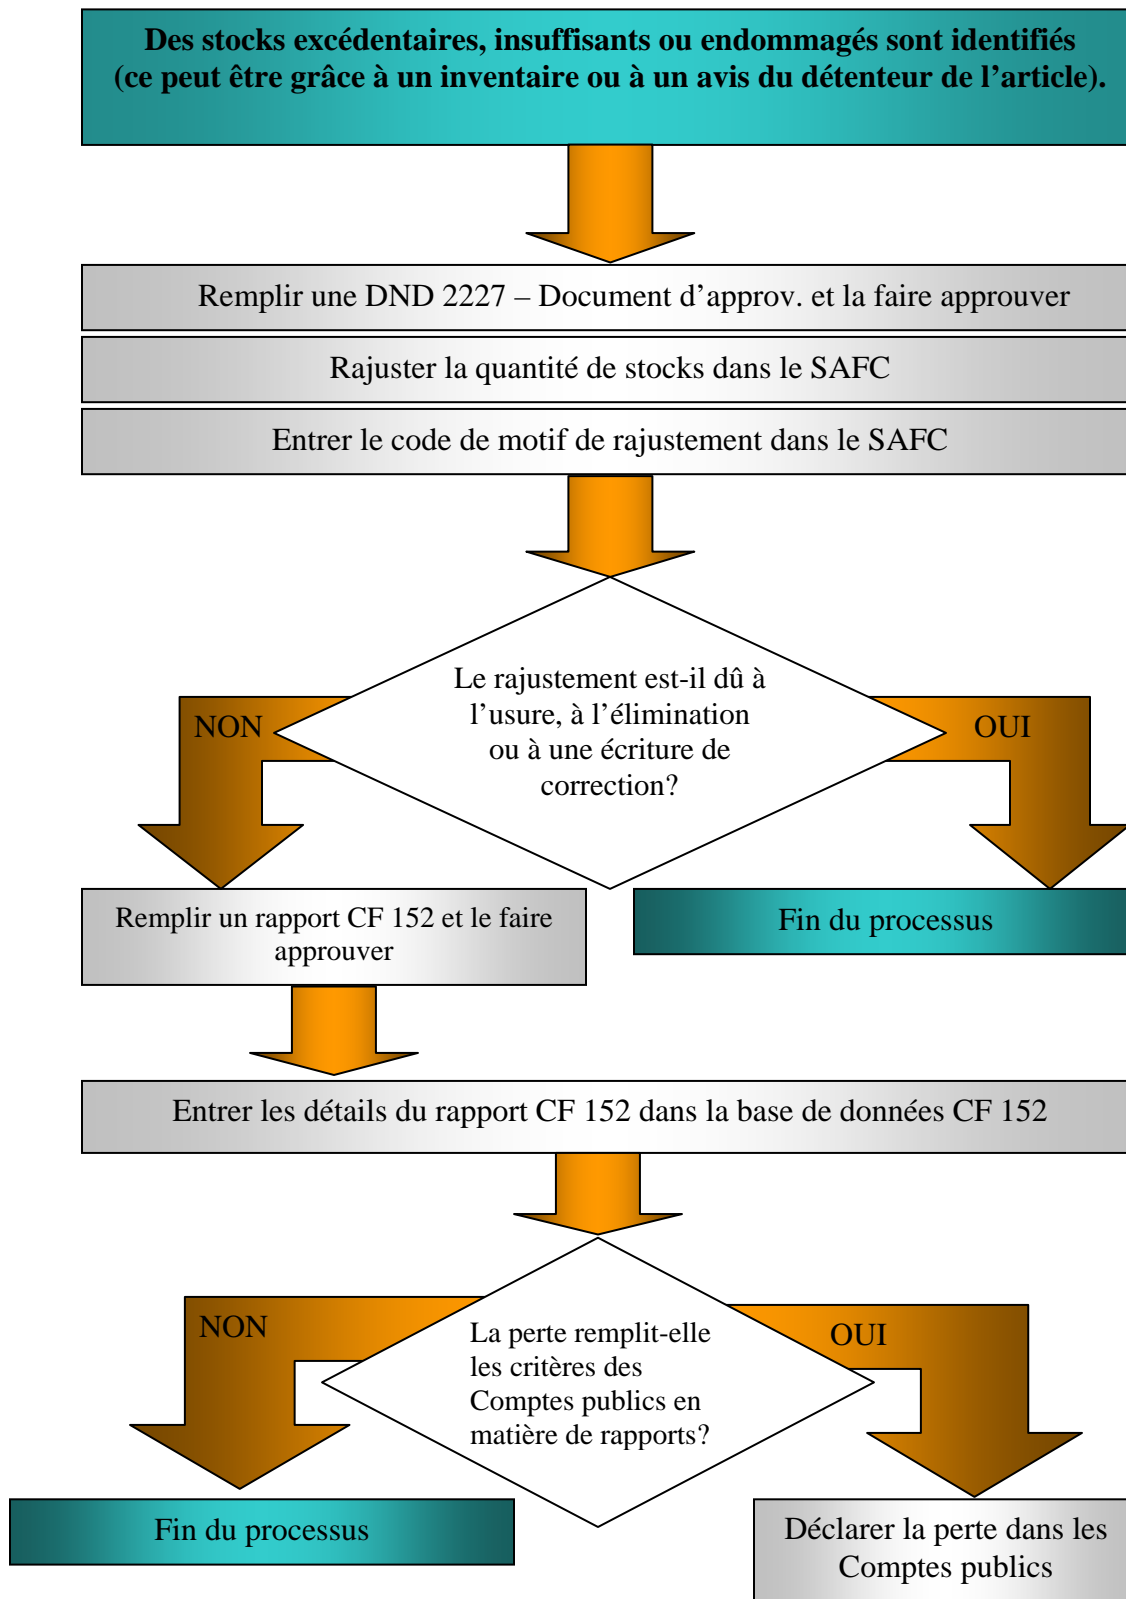 Des stocks excédentaires, insuffisants ou endommagés sont identifiés
(ce peut être grâce à un inventaire ou à un avis du détenteur de l’article).
Remplir une DND 2227 – Document d’approv. et la faire approuver
Rajuster la quantité de stocks dans le SAFC
Entrer le code de motif de rajustement dans le SAFC
Le rajustement est-il dû à
l’usure, à l’élimination
ou à une écriture de
correction?
NON
OUI
Remplir un rapport CF 152 et le faire
approuver
Fin du processus
Entrer les détails du rapport CF 152 dans la base de données CF 152
La perte remplit-elle
les critères des
Comptes publics en
matière de rapports?
NON
OUI
Fin du processus
Déclarer la perte dans les
Comptes publics